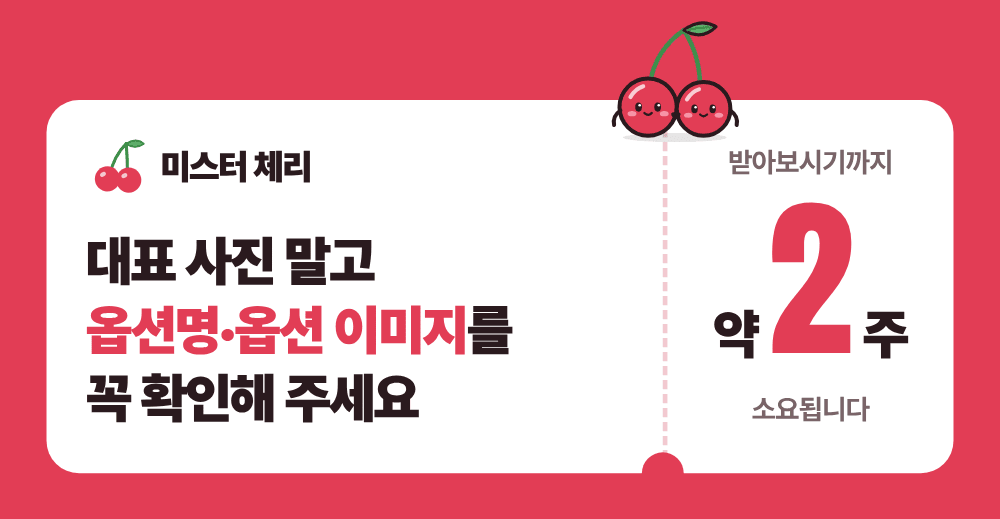 미스터 체리
대표 사진 말고
옵션명·옵션 이미지를
꼭 확인해 주세요
받아보시기까지
약 2 주
소요됩니다